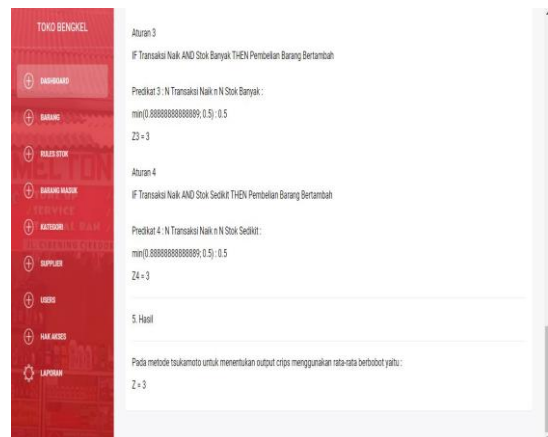 TOKO BENGKEL
DASHBOARD
BARANG
RULES STOK
BARANG MASUK
KATEGORI
SUPPLIER
USERS
HAK AKSES
LAPORAN
Aturan 3
IF Transaksi Naik AND Stok Banyak THEN Pembelian Barang Bertambah
Predikat 3 : N Transaksi Naik n N Stok Banyak :
min(0.88888888888889; 0.5) : 0.5
Z3 = 3
Aturan 4
IF Transaksi Naik AND Stok Sedikit THEN Pembelian Barang Bertambah
Predikat 4 : N Transaksi Naik n N Stok Sedikit :
min(0.88888888888889; 0.5) : 0.5
Z4 = 3
5. Hasil
Pada metode tsukamoto untuk menentukan output crips menggunakan rata-rata berbobot yaitu :
Z = 3